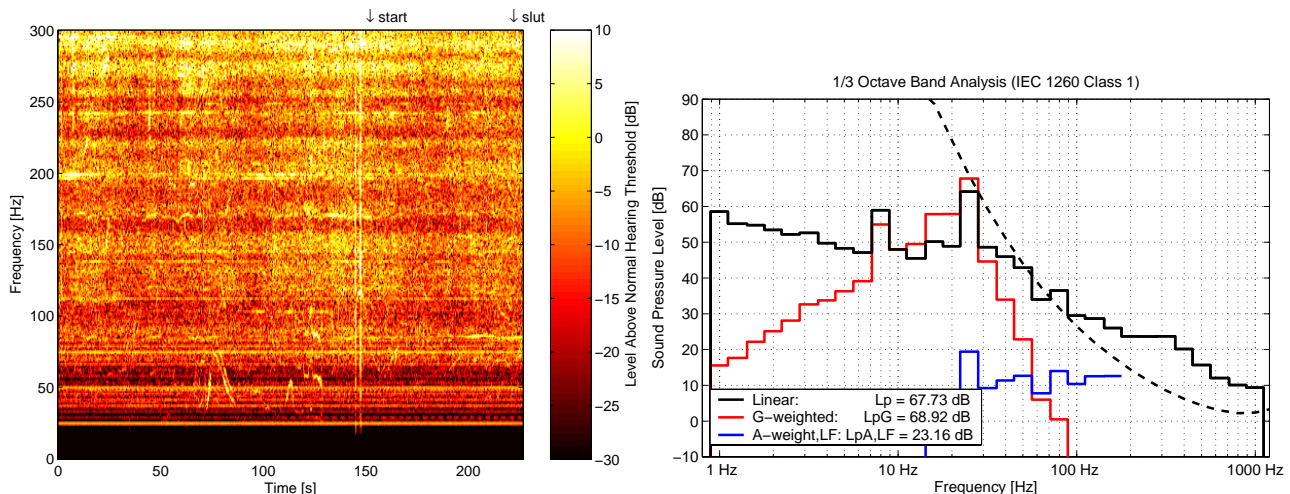 ↓ start
↓ slut
300
250
200
150
100
50
0
Frequency [Hz]
0
50
100
150
200
Time [s]
10
5
0
−5
−10
−15
−20
−25
−30
Level Above Normal Hearing Threshold [dB]
1/3 Octave Band Analysis (IEC 1260 Class 1)
90
80
70
60
50
40
30
20
10
0
−10
Sound Pressure Level [dB]
Linear: Lp = 67.73 dB
G-weighted: LpG = 68.92 dB
A-weight,LF: LpA,LF = 23.16 dB
1 Hz
10 Hz
100 Hz
1000 Hz
Frequency [Hz]